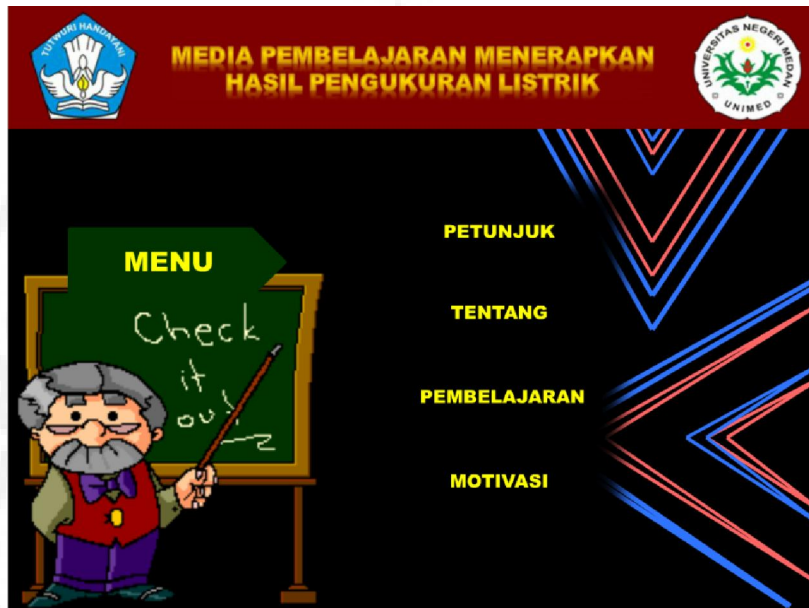 TUT WURI HANDAYANI
MEDIA PEMBELAJARAN MENERAPKAN
HASIL PENGUKURAN LISTRIK
UNIVERSITAS NEGERI MEDAN
UNIMED
MENU
Check
it
out!
PETUNJUK
TENTANG
PEMBELAJARAN
MOTIVASI